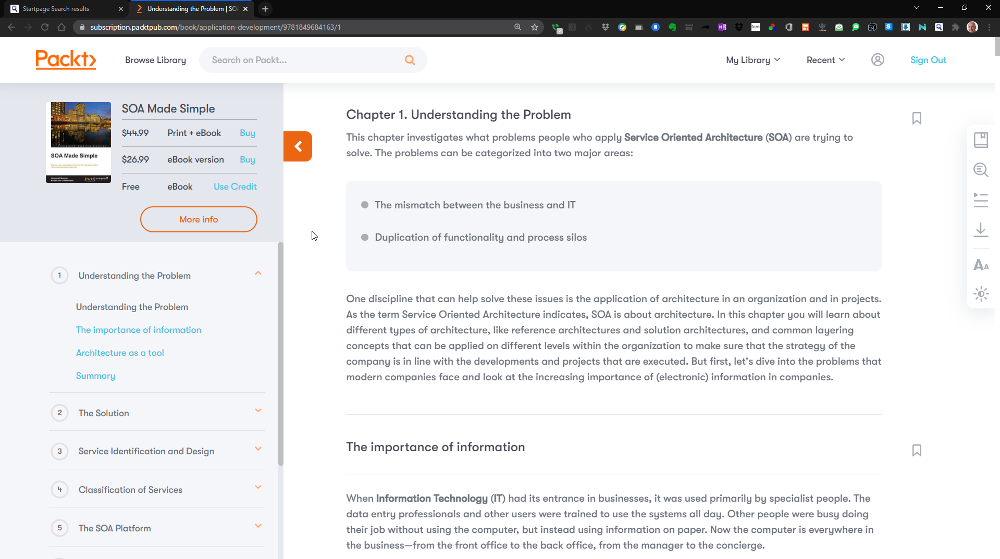 Startpage Search results
Understanding the Problem | SO
subscription.packtpub.com/book/application-development/9781849684163/1
Packt
Browse Library
Search on Packt...
My Library
Recent
Sign Out
SOA Made Simple
$44.99 Print + eBook Buy
$26.99 eBook version Buy
Free eBook Use Credit
More info
SOA Made Simple
1 Understanding the Problem
Understanding the Problem
The importance of information
Architecture as a tool
Summary
2 The Solution
3 Service Identification and Design
4 Classification of Services
5 The SOA Platform
Chapter 1. Understanding the Problem
This chapter investigates what problems people who apply Service Oriented Architecture (SOA) are trying to
solve. The problems can be categorized into two major areas:
The mismatch between the business and IT
Duplication of functionality and process silos
One discipline that can help solve these issues is the application of architecture in an organization and in projects.
As the term Service Oriented Architecture indicates, SOA is about architecture. In this chapter you will learn about
different types of architecture, like reference architectures and solution architectures, and common layering
concepts that can be applied on different levels within the organization to make sure that the strategy of the
company is in line with the developments and projects that are executed. But first, let's dive into the problems that
modern companies face and look at the increasing importance of (electronic) information in companies.
The importance of information
When Information Technology (IT) had its entrance in businesses, it was used primarily by specialist people. The
data entry professionals and other users were trained to use the systems all day. Other people were busy doing
their job without using the computer, but instead using information on paper. Now the computer is everywhere in
the business—from the front office to the back office, from the manager to the concierge.